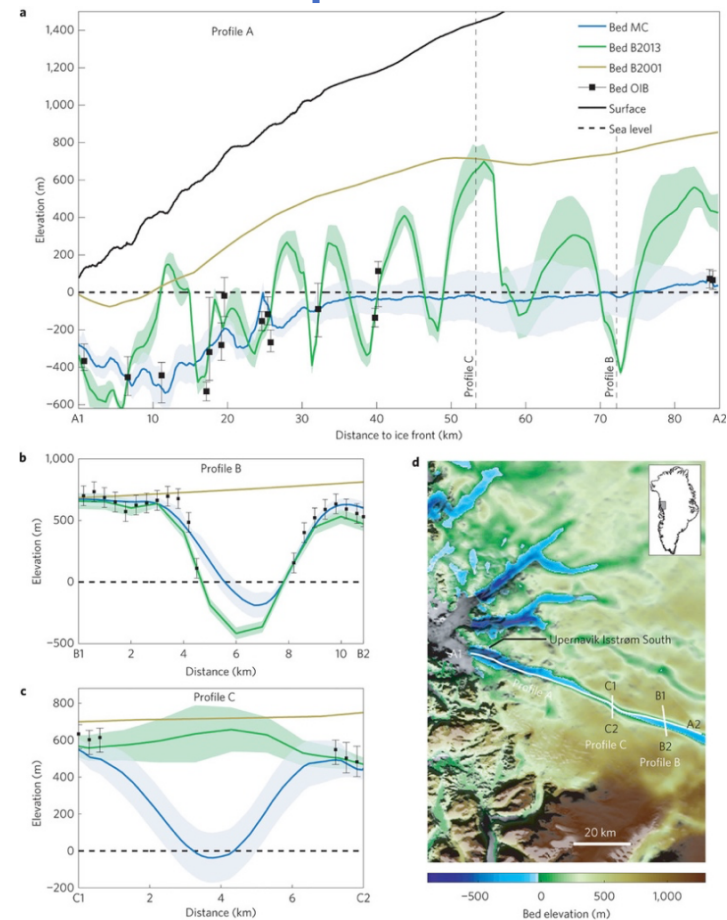 a
Profile A
Bed MC
Bed B2013
Bed B2001
Bed OIB
Surface
Sea level
1,400
1,200
1,000
800
600
400
200
0
−200
−400
−600
Elevation (m)
Profile C
Profile B
A1
10
20
30
40
50
60
70
80
A2
Distance to ice front (km)
b
Profile B
1,000
500
0
−500
Elevation (m)
B1
2
4
6
8
10
B2
Distance (km)
c
Profile C
800
600
400
200
0
−200
Elevation (m)
C1
2
4
6
C2
Distance (km)
d
Upernavik Isstrøm South
A1
Profile A
C1
B1
C2
A2
Profile C
B2
Profile B
20 km
−500
0
500
1,000
Bed elevation (m)